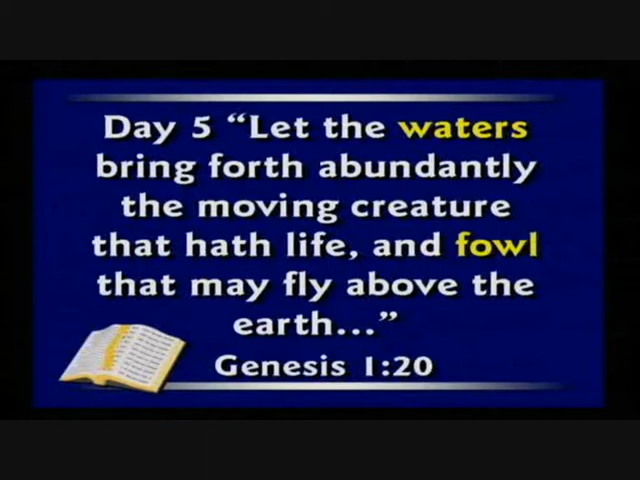 Day 5 “Let the waters
bring forth abundantly
the moving creature
that hath life, and fowl
that may fly above the
earth...”
Genesis 1:20